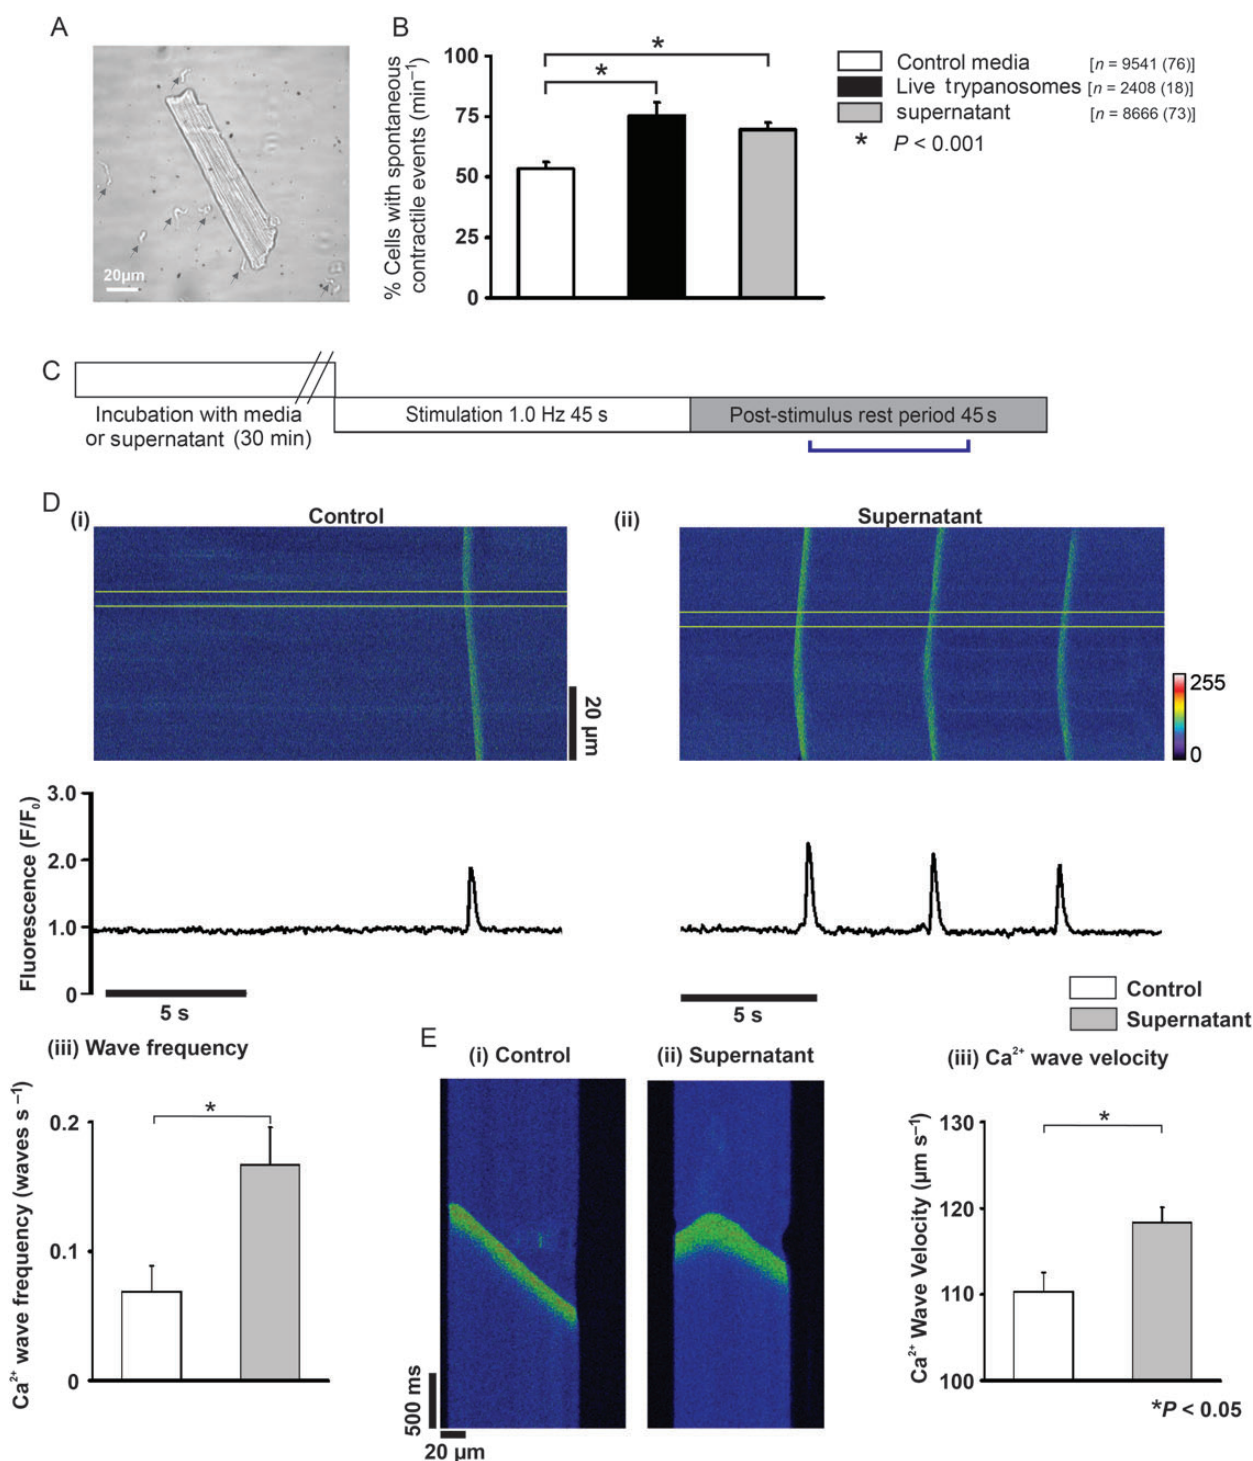 A
20µm
B
% Cells with spontaneous
contractile events (min⁻¹)
100
75
50
25
0
*
*
Control media [n = 9541 (76)]
Live trypanosomes [n = 2408 (18)]
supernatant [n = 8666 (73)]
* P < 0.001
C
Incubation with media
or supernatant (30 min)
Stimulation 1.0 Hz 45 s
Post-stimulus rest period 45 s
D
(i) Control
20 µm
(ii) Supernatant
255
0
Fluorescence (F/F₀)
3.0
2.0
1.0
0
5 s
5 s
Control
Supernatant
(iii) Wave frequency
Ca²⁺ wave frequency (waves s⁻¹)
0.2
0.1
0
*
E
(i) Control
(ii) Supernatant
500 ms
20 µm
(iii) Ca²⁺ wave velocity
Ca²⁺ Wave Velocity (µm s⁻¹)
130
120
110
100
*
*P < 0.05